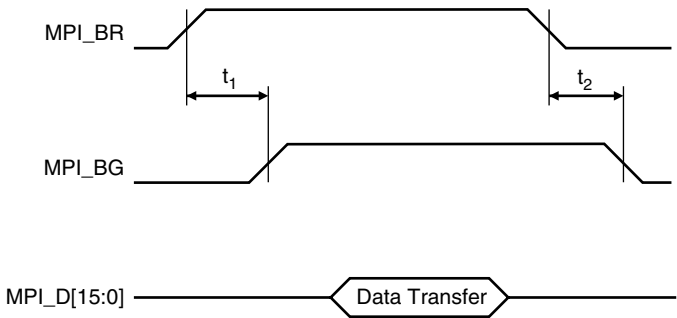 MPI_BR
t1
t2
MPI_BG
MPI_D[15:0]
Data Transfer